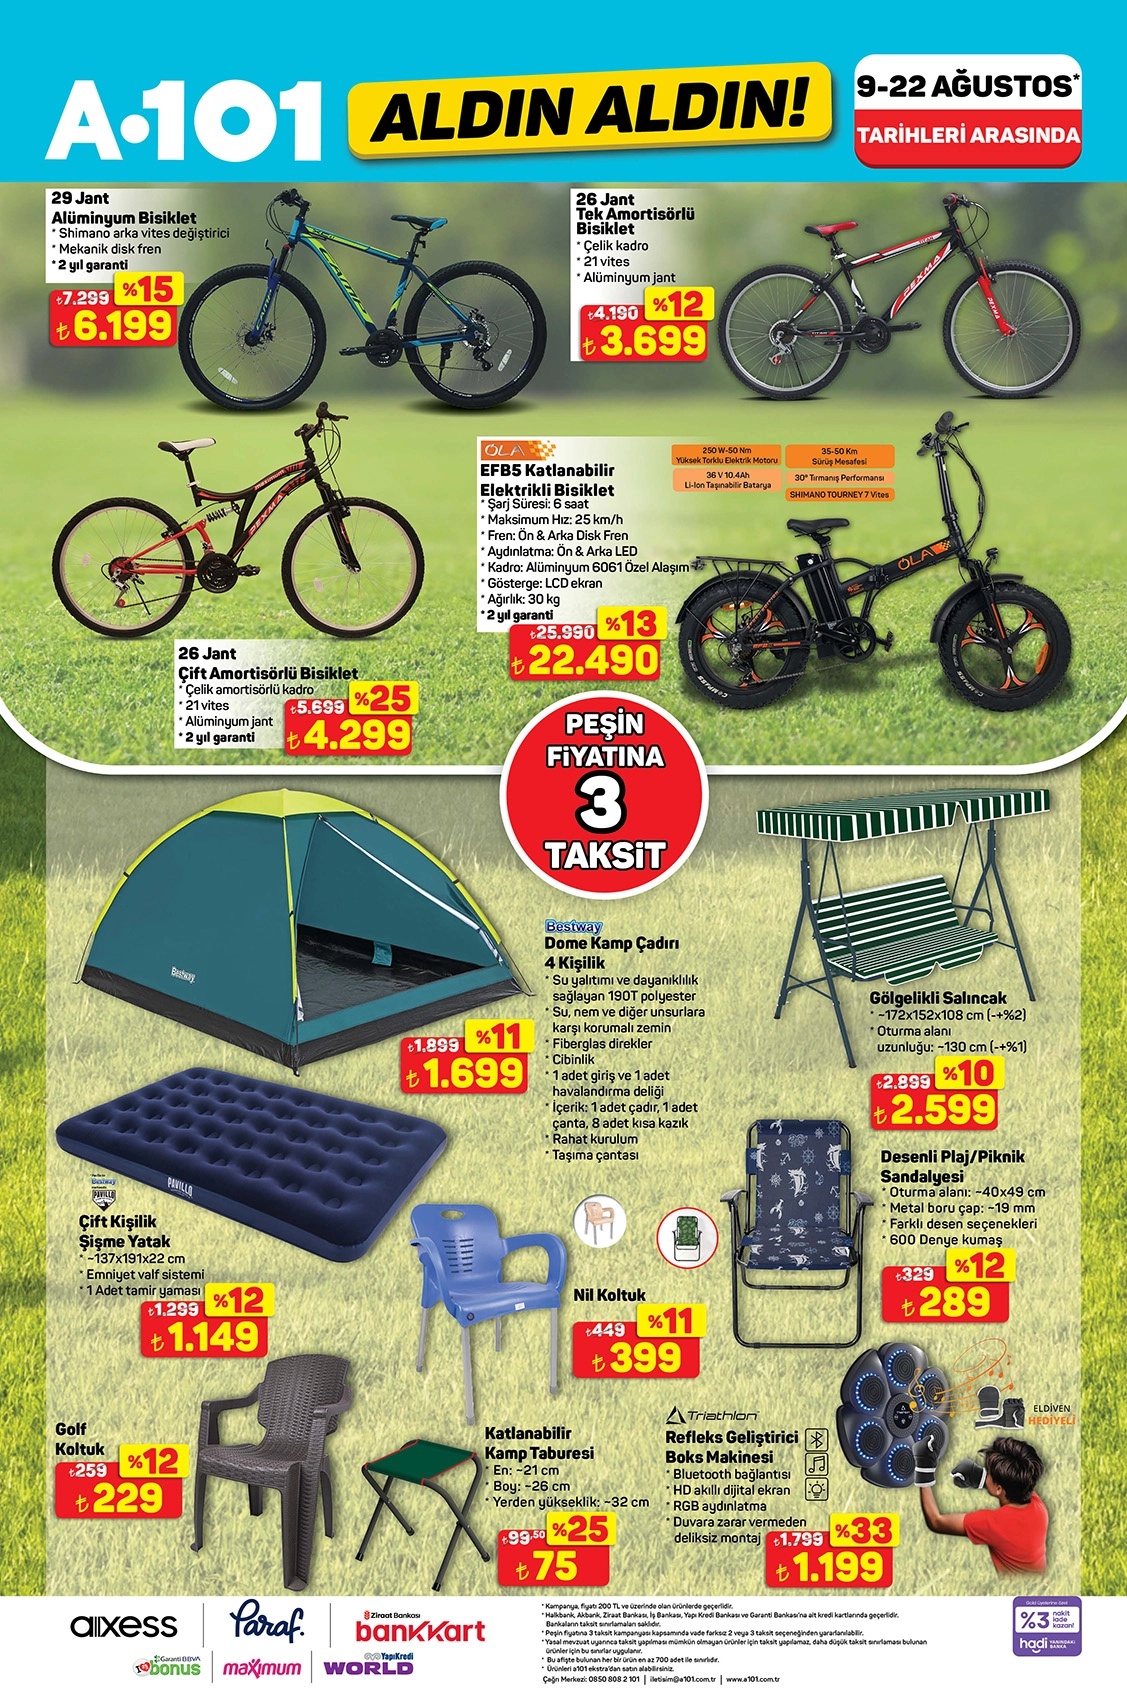 A·101
ALDIN ALDIN!
9-22 AĞUSTOS*
TARİHLERİ ARASINDA
29 Jant
Alüminyum Bisiklet
* Shimano arka vites değiştirici
* Mekanik disk fren
* 2 yıl garanti
₺7.299
%15
₺6.199
26 Jant
Tek Amortisörlü
Bisiklet
* Çelik kadro
* 21 vites
* Alüminyum jant
₺4.190
%12
₺3.699
PEXMA
26 Jant
Çift Amortisörlü Bisiklet
* Çelik amortisörlü kadro
* 21 vites
* Alüminyum jant
* 2 yıl garanti
₺5.699
%25
₺4.299
PEXMA
ÖLA
EFB5 Katlanabilir
Elektrikli Bisiklet
* Şarj Süresi: 6 saat
* Maksimum Hız: 25 km/h
* Fren: Ön & Arka Disk Fren
* Aydınlatma: Ön & Arka LED
* Kadro: Alüminyum 6061 Özel Alaşım
* Gösterge: LCD ekran
* Ağırlık: 30 kg
* 2 yıl garanti
₺25.990
%13
₺22.490
250 W-50 Nm
Yüksek Torklu Elektrik Motoru
35-50 Km
Sürüş Mesafesi
36 V 10.4Ah
Li-Ion Taşınabilir Batarya
30° Tırmanış Performansı
SHIMANO TOURNEY 7 Vites
ÖLA
COMPASS
PEŞİN
FİYATINA
3
TAKSİT
Bestway
Bestway
Dome Kamp Çadırı
4 Kişilik
* Su yalıtımı ve dayanıklılık
sağlayan 190T polyester
* Su, nem ve diğer unsurlara
karşı korumalı zemin
* Fiberglas direkler
* Cibinlik
* 1 adet giriş ve 1 adet
havalandırma deliği
* İçerik: 1 adet çadır, 1 adet
çanta, 8 adet kısa kazık
* Rahat kurulum
* Taşıma çantası
₺1.899
%11
₺1.699
Gölgelikli Salıncak
* ~172x152x108 cm (-+%2)
* Oturma alanı
uzunluğu: ~130 cm (-+%1)
₺2.899
%10
₺2.599
PAVILLO
Bestway
PAVILLO
Çift Kişilik
Şişme Yatak
* ~137x191x22 cm
* Emniyet valf sistemi
* 1 Adet tamir yaması
₺1.299
%12
₺1.149
Nil Koltuk
₺449
%11
₺399
Desenli Plaj/Piknik
Sandalyesi
* Oturma alanı: ~40x49 cm
* Metal boru çap: ~19 mm
* Farklı desen seçenekleri
* 600 Denye kumaş
₺329
%12
₺289
Golf
Koltuk
₺259
%12
₺229
Katlanabilir
Kamp Taburesi
* En: ~21 cm
* Boy: ~26 cm
* Yerden yükseklik: ~32 cm
₺99.50
%25
₺75
Triathlon
Refleks Geliştirici
Boks Makinesi
* Bluetooth bağlantısı
* HD akıllı dijital ekran
* RGB aydınlatma
* Duvara zarar vermeden
deliksiz montaj
₺1.799
%33
₺1.199
ELDİVEN
HEDİYELİ
axess
Paraf.
Ziraat Bankası
bankkart
Garanti BBVA
bonus
maximum
YapıKredi
WORLD
* Kampanya, fiyatı 200 TL ve üzerinde olan ürünlerde geçerlidir.
* Halkbank, Akbank, Ziraat Bankası, İş Bankası, Yapı Kredi Bankası ve Garanti Bankası'na ait kredi kartlarında geçerlidir.
Bankaların taksit sınırlamaları saklıdır.
* Peşin fiyatına 3 taksit kampanyası kapsamında vade farksız 2 veya 3 taksit seçeneğinden yararlanılabilir.
* Yasal mevzuat uyarınca taksit yapılması mümkün olmayan ürünler için taksit yapılamaz, daha düşük taksit sınırlaması bulunan
ürünler için bu sınırlar uygulanır.
* Bu afişte bulunan her bir ürün en az 700 adet ile sınırlıdır.
* Ürünleri a101 ekstra'dan satın alabilirsiniz.
Çağrı Merkezi: 0850 808 2 101 | iletisim@a101.com.tr | www.a101.com.tr
%3
nakit
iade
kazan!
hadi
YANINDAKİ
BANKA